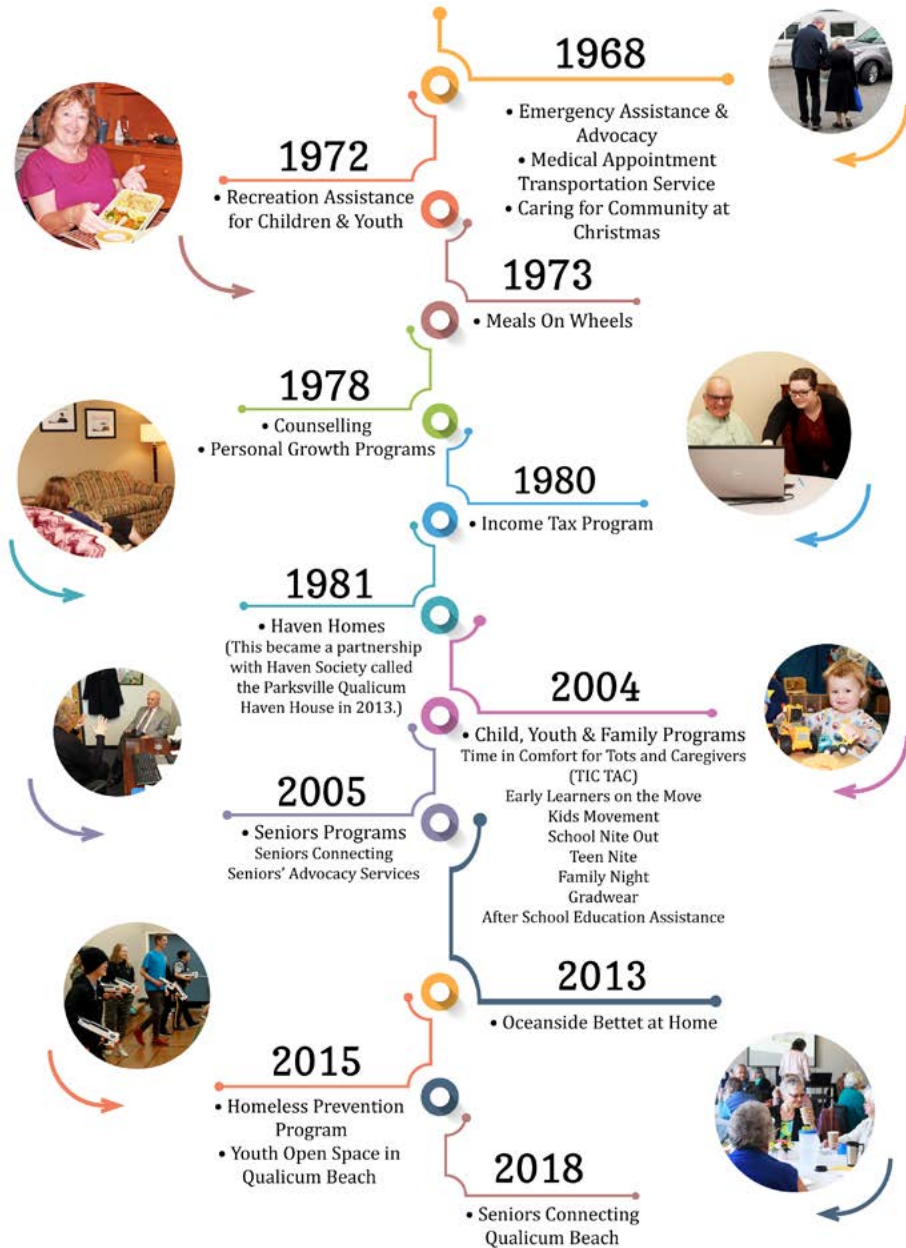 1968
• Emergency Assistance &
Advocacy
• Medical Appointment
Transportation Service
• Caring for Community at
Christmas
1972
• Recreation Assistance
for Children & Youth
1973
• Meals On Wheels
1978
• Counselling
• Personal Growth Programs
1980
• Income Tax Program
1981
• Haven Homes
(This became a partnership
with Haven Society called
the Parksville Qualicum
Haven House in 2013.)
2004
• Child, Youth & Family Programs
Time in Comfort for Tots and Caregivers
(TIC TAC)
Early Learners on the Move
Kids Movement
School Nite Out
Teen Nite
Family Night
Gradwear
After School Education Assistance
2005
• Seniors Programs
Seniors Connecting
Seniors' Advocacy Services
2013
• Oceanside Bettet at Home
2015
• Homeless Prevention
Program
• Youth Open Space in
Qualicum Beach
2018
• Seniors Connecting
Qualicum Beach